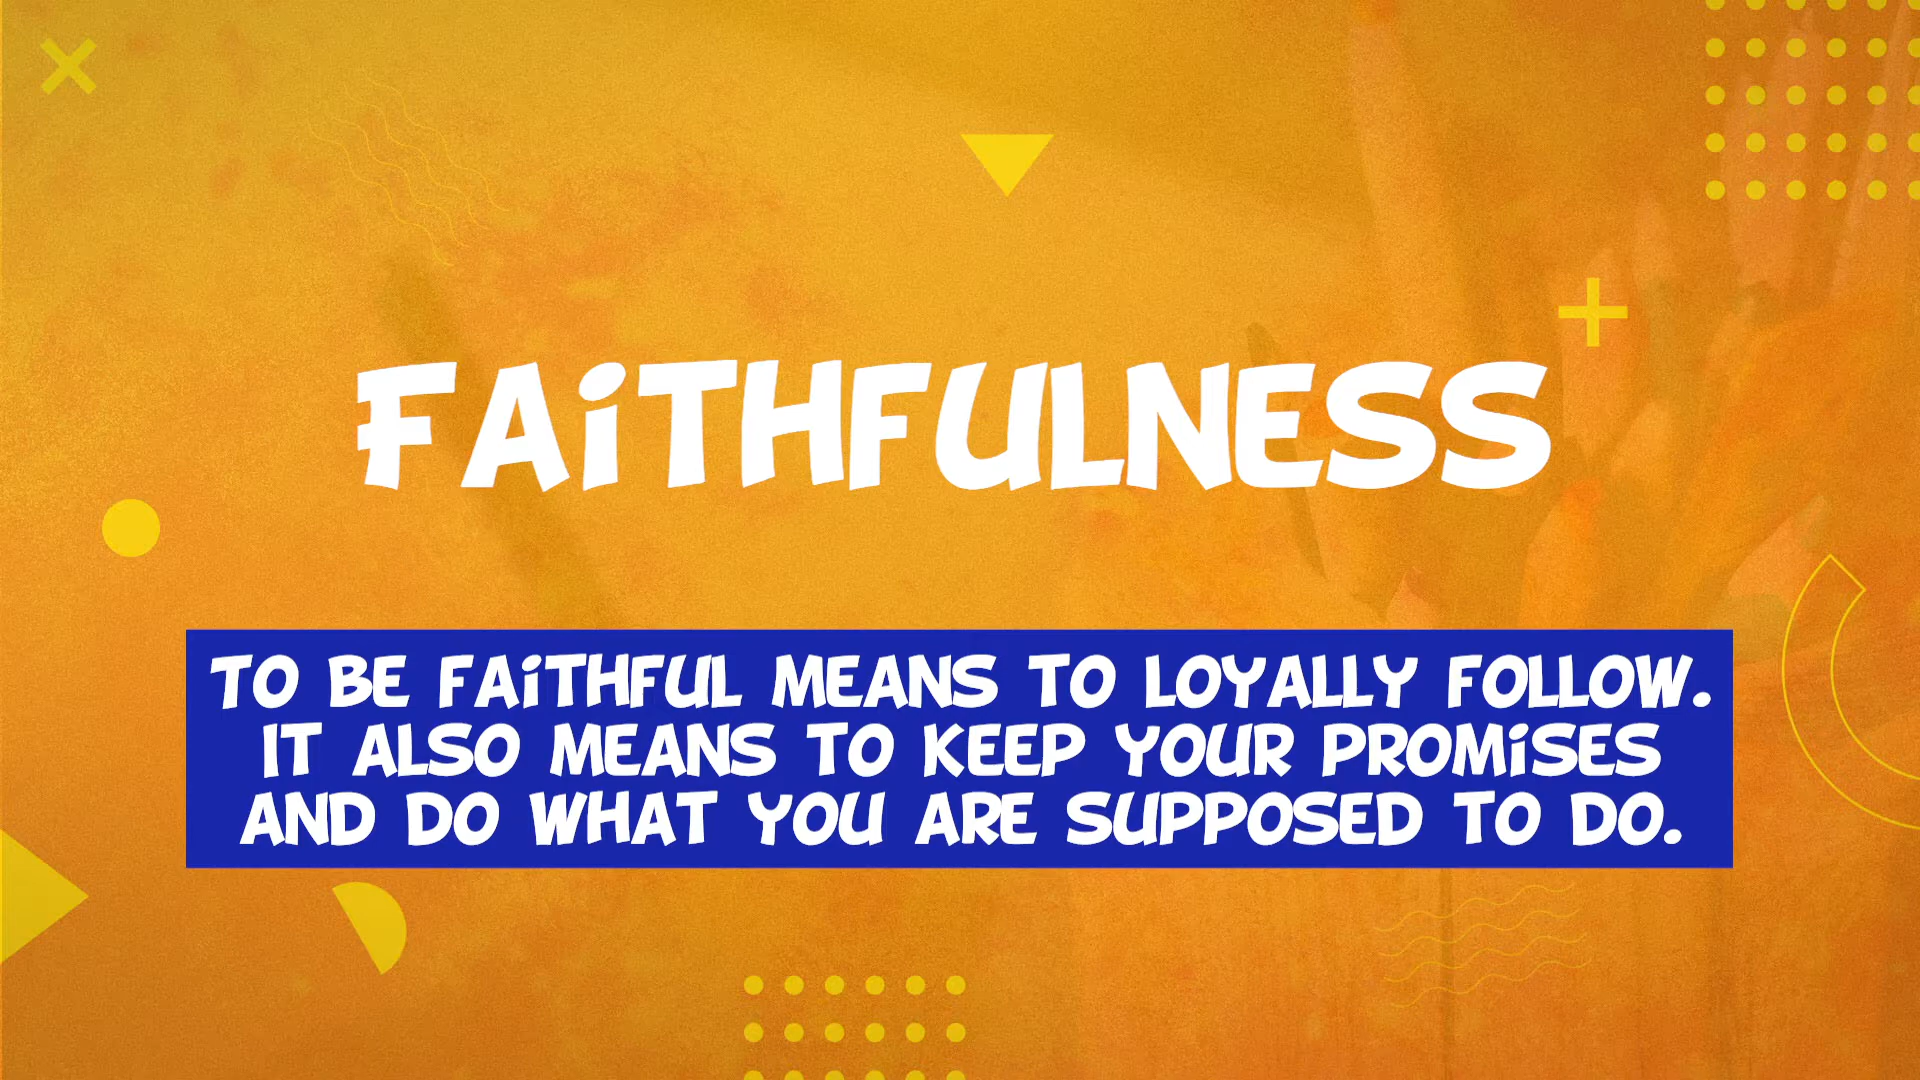 FAiTHFULNESS
TO BE FAiTHFUL MEANS TO LOYALLY FOLLOW.
IT ALSO MEANS TO KEEP YOUR PROMiSES
AND DO WHAT YOU ARE SUPPOSED TO DO.